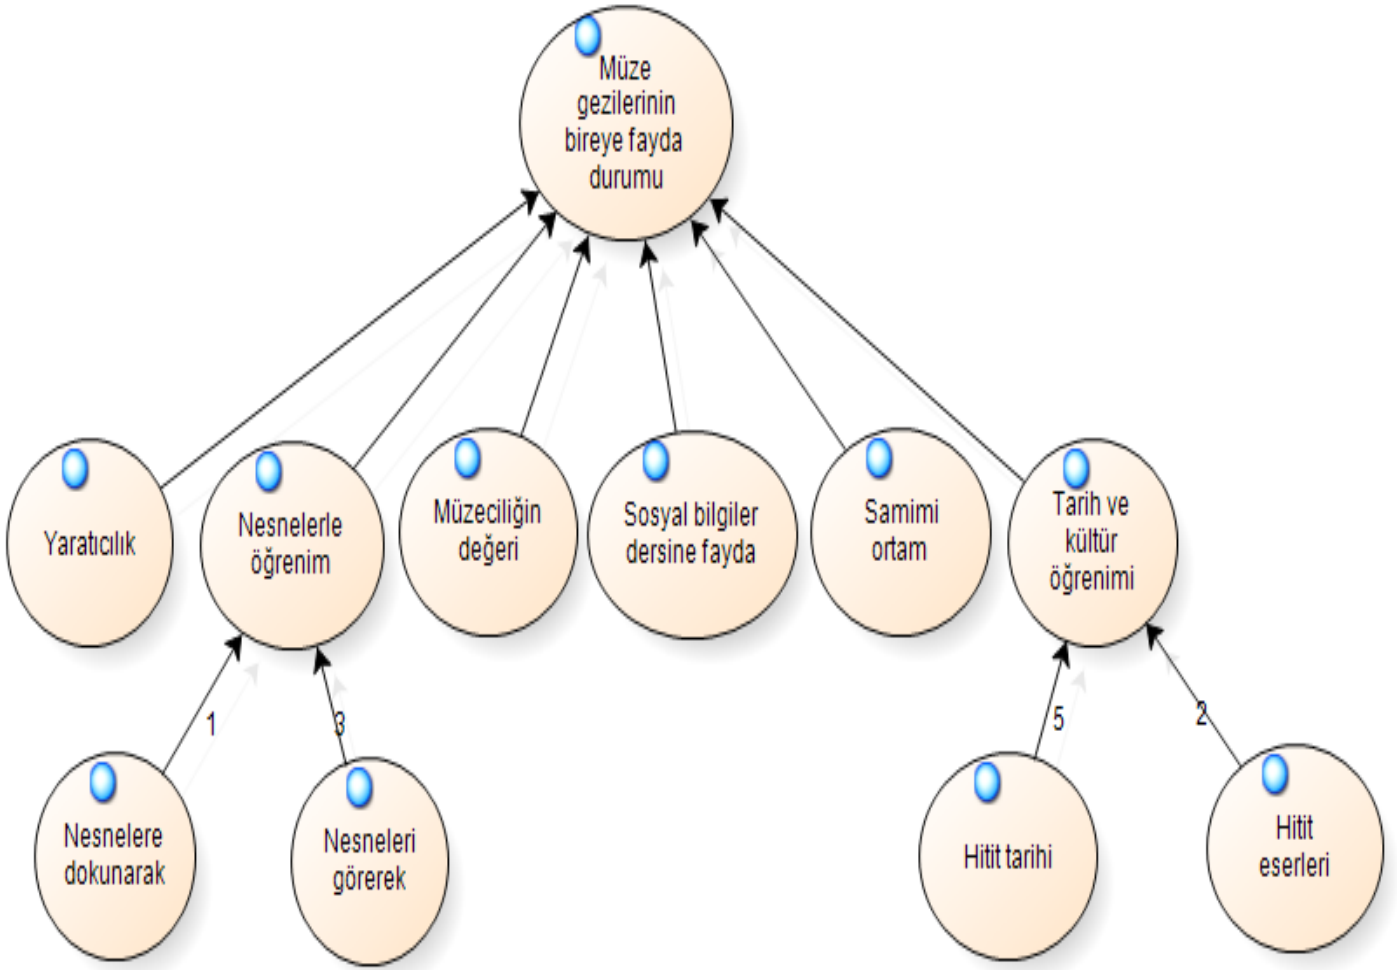 Müze
gezilerinin
bireye fayda
durumu
Yaratıcılık
Nesnelerle
öğrenim
Müzeciliğin
değeri
Sosyal bilgiler
dersine fayda
Samimi
ortam
Tarih ve
kültür
öğrenimi
1
3
5
2
Nesnelere
dokunarak
Nesneleri
görerek
Hitit tarihi
Hitit
eserleri